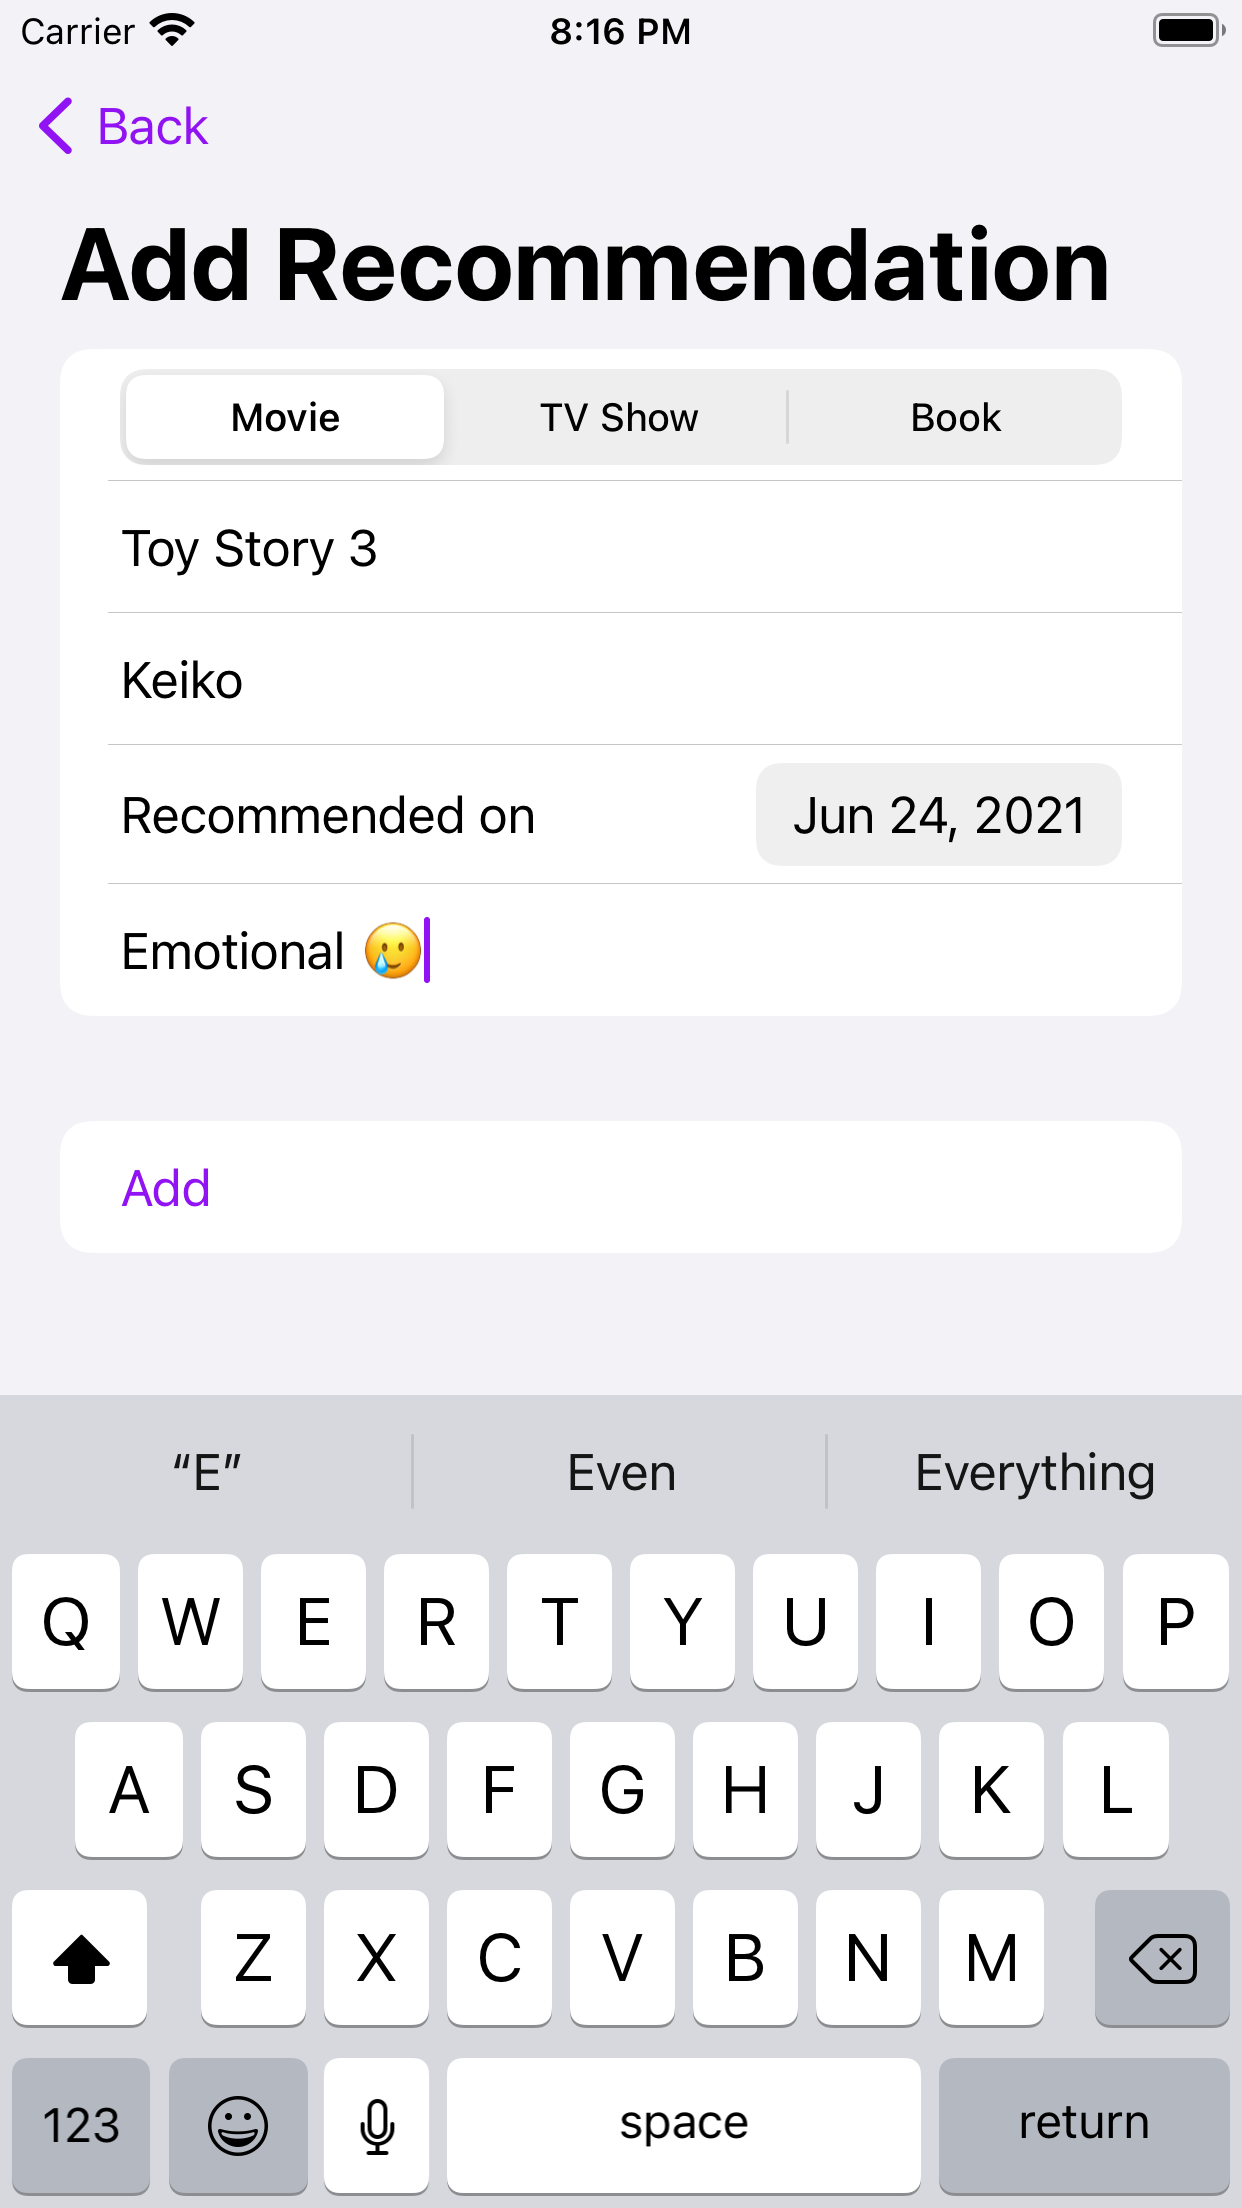 Carrier 8:16 PM
Back
Add Recommendation
Movie TV Show Book
Toy Story 3
Keiko
Recommended on Jun 24, 2021
Emotional 🥲
Add
“E” Even Everything
Q W E R T Y U I O P
A S D F G H J K L
Z X C V B N M
123 space return